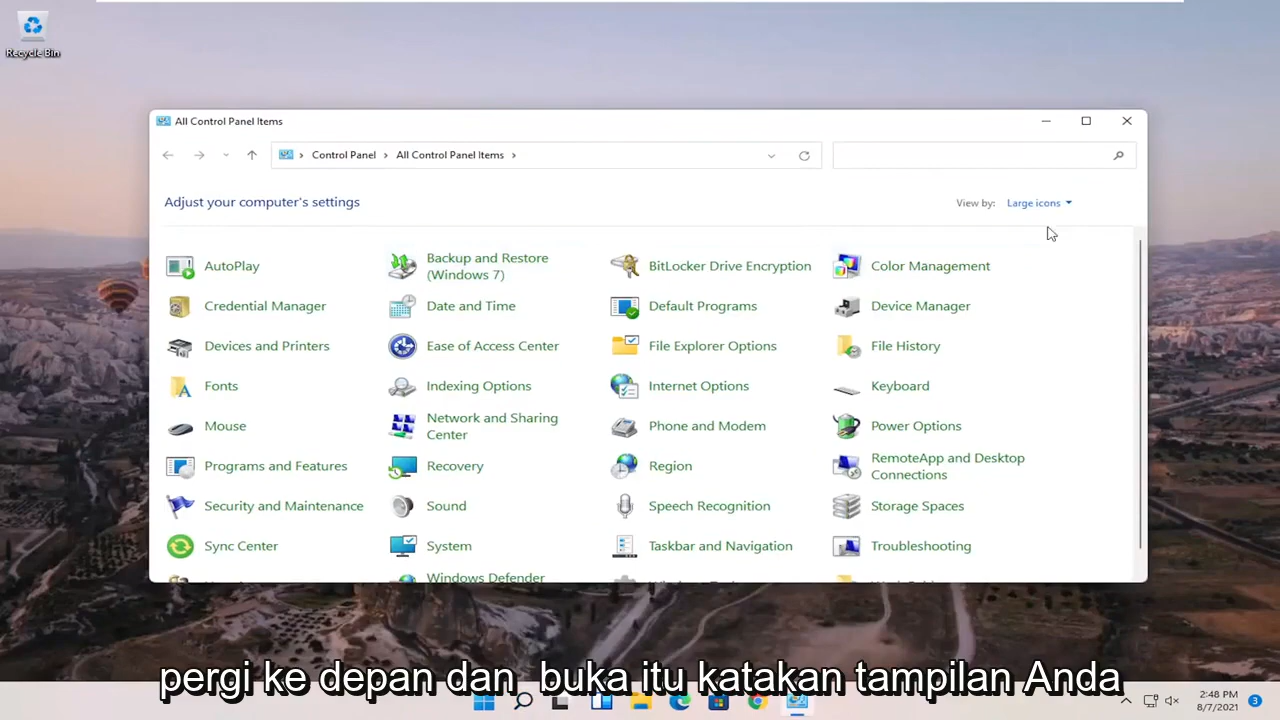 Recycle Bin
All Control Panel Items
Control Panel
All Control Panel Items
Adjust your computer's settings
View by: Large icons
AutoPlay
Backup and Restore
(Windows 7)
BitLocker Drive Encryption
Color Management
Credential Manager
Date and Time
Default Programs
Device Manager
Devices and Printers
Ease of Access Center
File Explorer Options
File History
Fonts
Indexing Options
Internet Options
Keyboard
Mouse
Network and Sharing
Center
Phone and Modem
Power Options
Programs and Features
Recovery
Region
RemoteApp and Desktop
Connections
Security and Maintenance
Sound
Speech Recognition
Storage Spaces
Sync Center
System
Taskbar and Navigation
Troubleshooting
Windows Defender
pergi ke depan dan buka itu katakan tampilan Anda
2:48 PM
8/7/2021
3